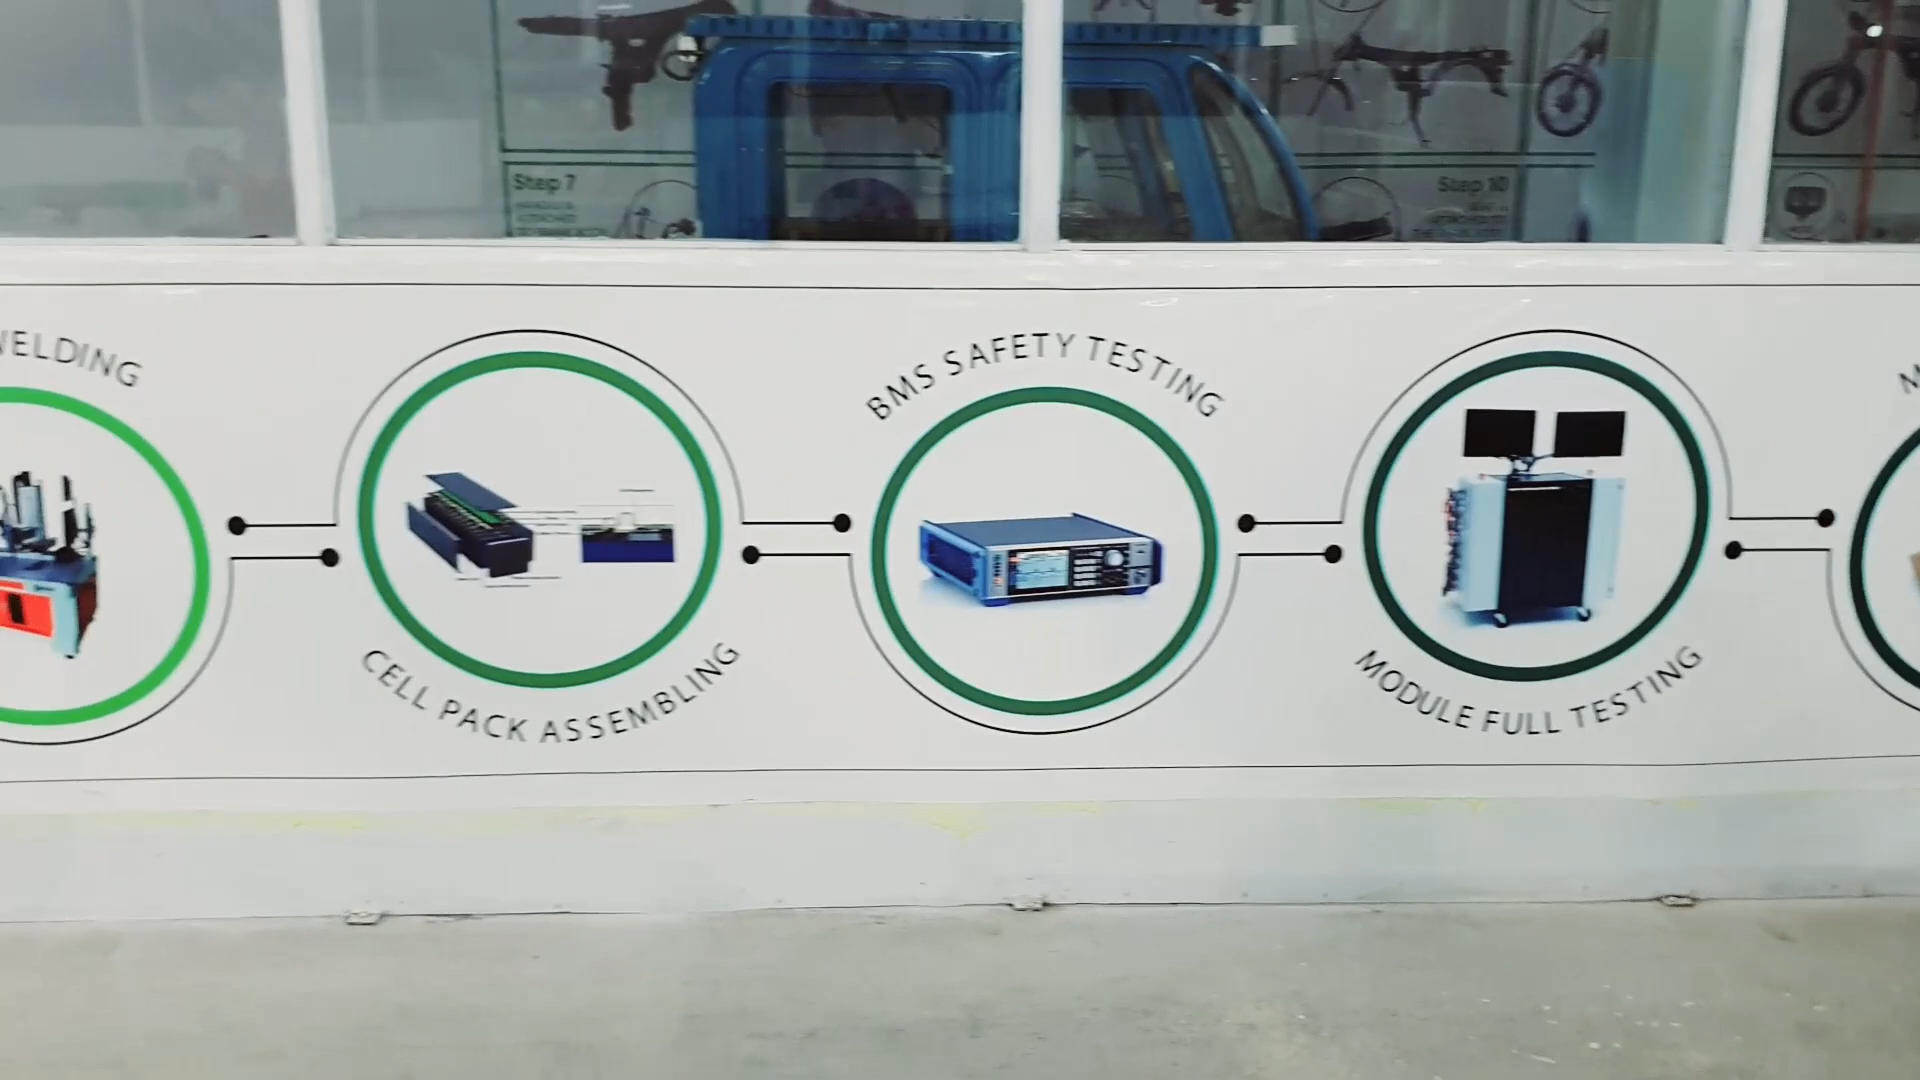 Step 7
Step 10
WELDING
CELL PACK ASSEMBLING
BMS SAFETY TESTING
MODULE FULL TESTING